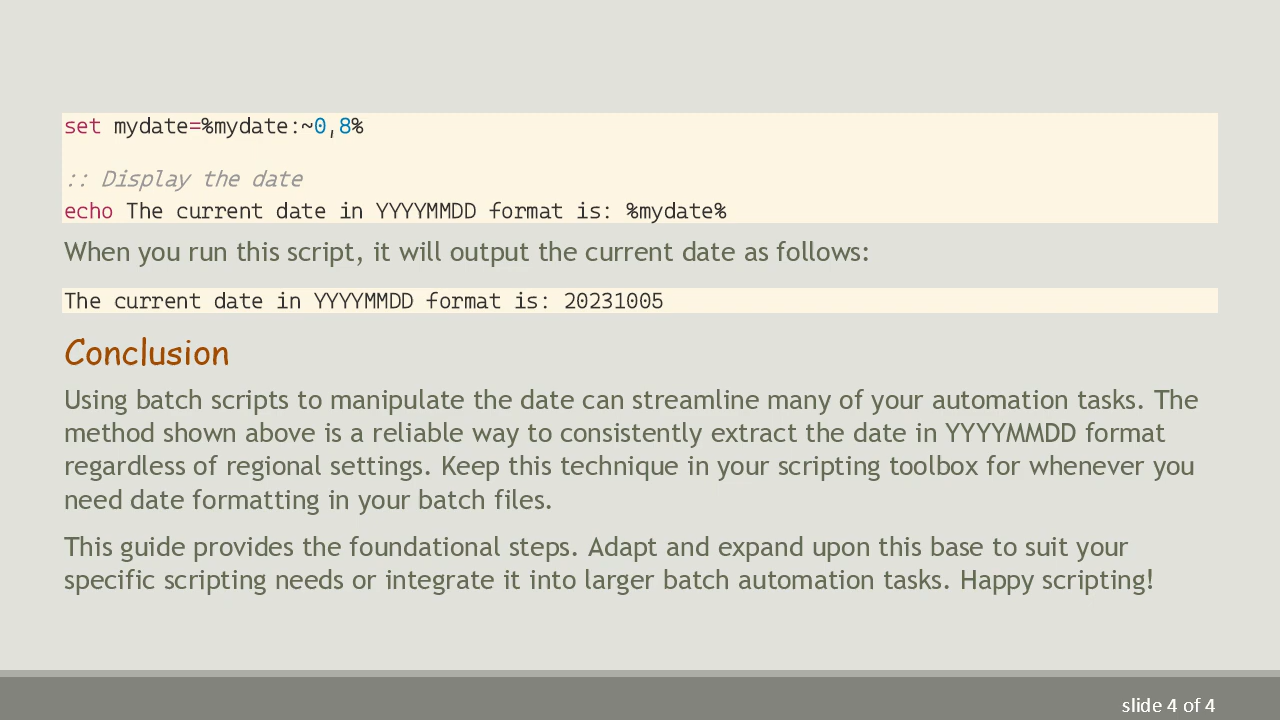 set mydate=%mydate:~0,8%
:: Display the date
echo The current date in YYYYMMDD format is: %mydate%
When you run this script, it will output the current date as follows:
The current date in YYYYMMDD format is: 20231005
Conclusion
Using batch scripts to manipulate the date can streamline many of your automation tasks. The
method shown above is a reliable way to consistently extract the date in YYYYMMDD format
regardless of regional settings. Keep this technique in your scripting toolbox for whenever you
need date formatting in your batch files.
This guide provides the foundational steps. Adapt and expand upon this base to suit your
specific scripting needs or integrate it into larger batch automation tasks. Happy scripting!
slide 4 of 4